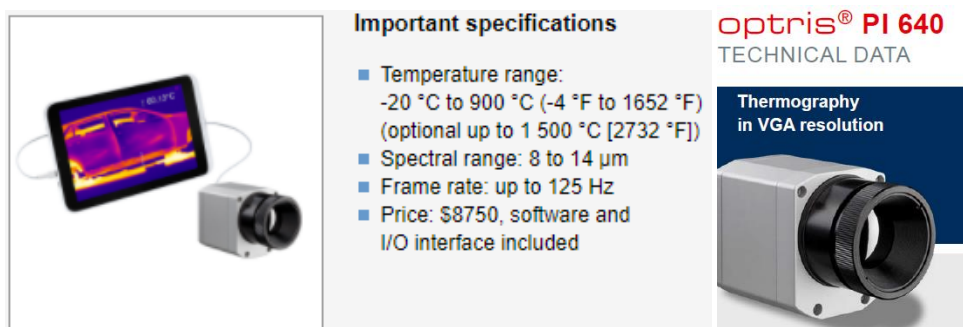 Important specifications
Temperature range:
-20 °C to 900 °C (-4 °F to 1652 °F)
(optional up to 1 500 °C [2732 °F])
Spectral range: 8 to 14 µm
Frame rate: up to 125 Hz
Price: $8750, software and
I/O interface included
optris® PI 640
TECHNICAL DATA
Thermography
in VGA resolution